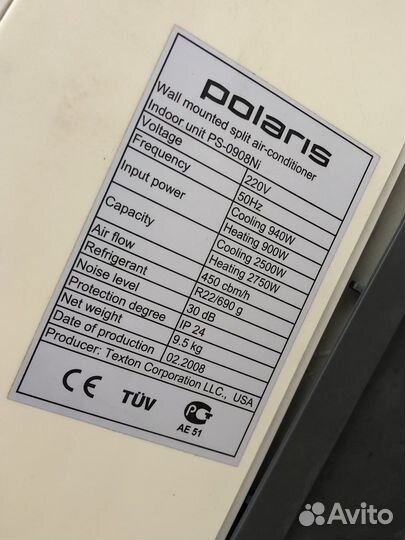 polaris
Wall mounted split air-conditioner
Indoor unit PS-0908Ni
Voltage 220V
Frequency 50Hz
Input power Cooling 940W
Heating 900W
Capacity Cooling 2500W
Heating 2750W
Air flow 450 cbm/h
Refrigerant R22/690 g
Noise level 30 dB
Protection degree IP 24
Net weight 9.5 kg
Date of production 02.2008
Producer: Texton Corporation LLC., USA
CE TÜV РСТ
AE 51
Avito